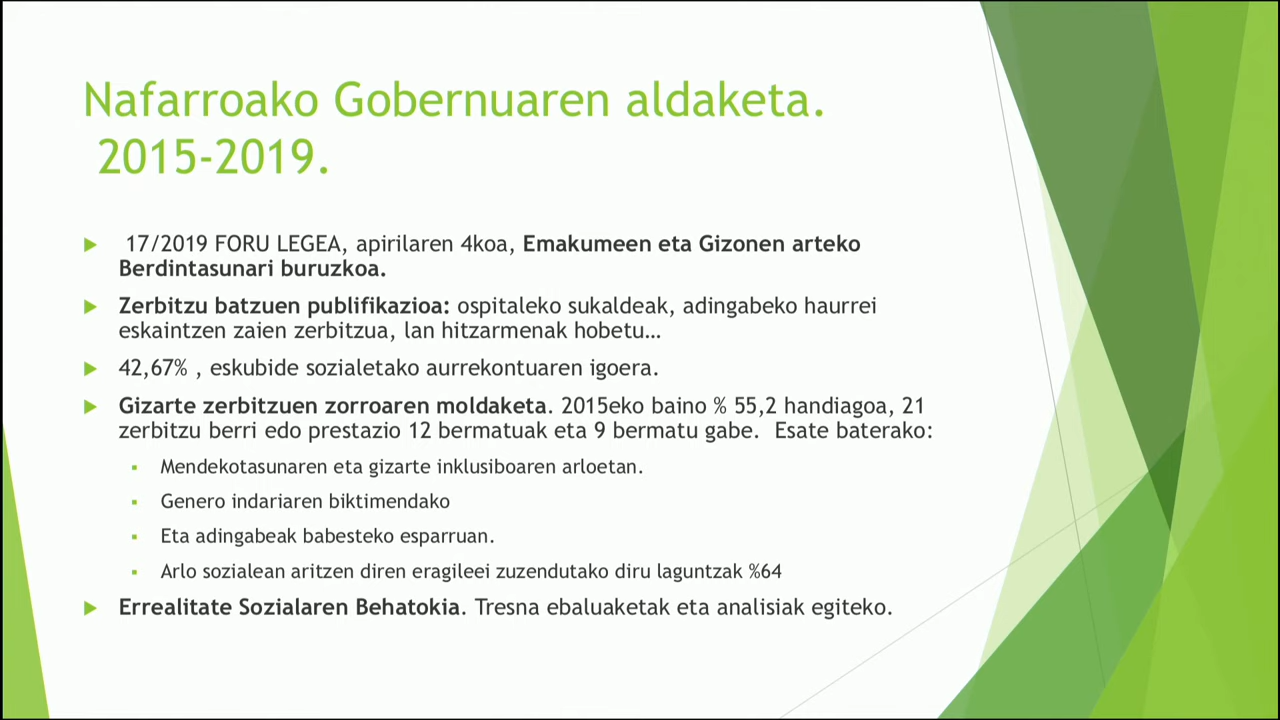 Nafarroako Gobernuaren aldaketa.
2015-2019.
17/2019 FORU LEGEA, apirilaren 4koa, Emakumeen eta Gizonen arteko
Berdintasunari buruzkoa.
Zerbitzu batzuen publifikazioa: ospitaleko sukaldeak, adingabeko haurrei
eskaintzen zaien zerbitzua, lan hitzarmenak hobetu…
42,67% , eskubide sozialetako aurrekontuaren igoera.
Gizarte zerbitzuen zorroaren moldaketa. 2015eko baino % 55,2 handiagoa, 21
zerbitzu berri edo prestazio 12 bermatuak eta 9 bermatu gabe. Esate baterako:
Mendekotasunaren eta gizarte inklusiboaren arloetan.
Genero indariaren biktimendako
Eta adingabeak babesteko esparruan.
Arlo sozialean aritzen diren eragileei zuzendutako diru laguntzak %64
Errealitate Sozialaren Behatokia. Tresna ebaluaketak eta analisiak egiteko.